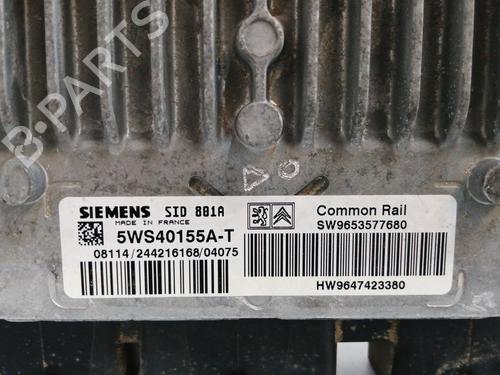 B-PARTS
SIEMENS SID 801A
MADE IN FRANCE
5WS40155A-T
08114/244216168/04075
Common Rail
SW9653577680
HW9647423380